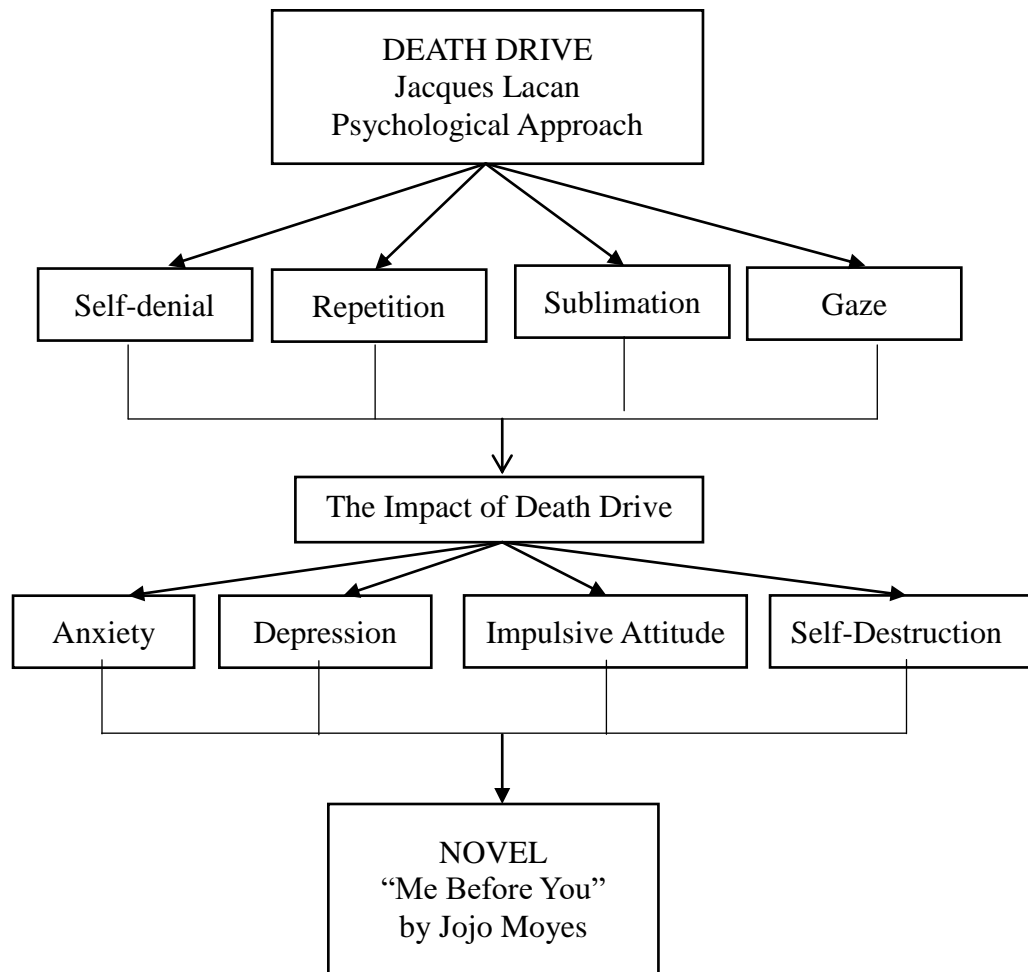 DEATH DRIVE
Jacques Lacan
Psychological Approach
Self-denial
Repetition
Sublimation
Gaze
The Impact of Death Drive
Anxiety
Depression
Impulsive Attitude
Self-Destruction
NOVEL
“Me Before You”
by Jojo Moyes